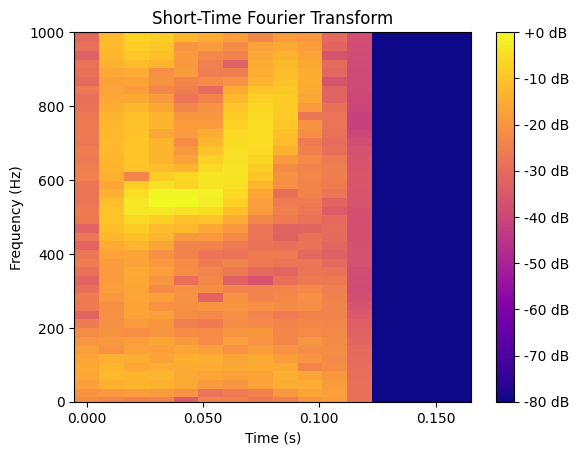 Short-Time Fourier Transform
1000
800
600
400
200
0
Frequency (Hz)
0.000
0.050
0.100
0.150
Time (s)
+0 dB
-10 dB
-20 dB
-30 dB
-40 dB
-50 dB
-60 dB
-70 dB
-80 dB